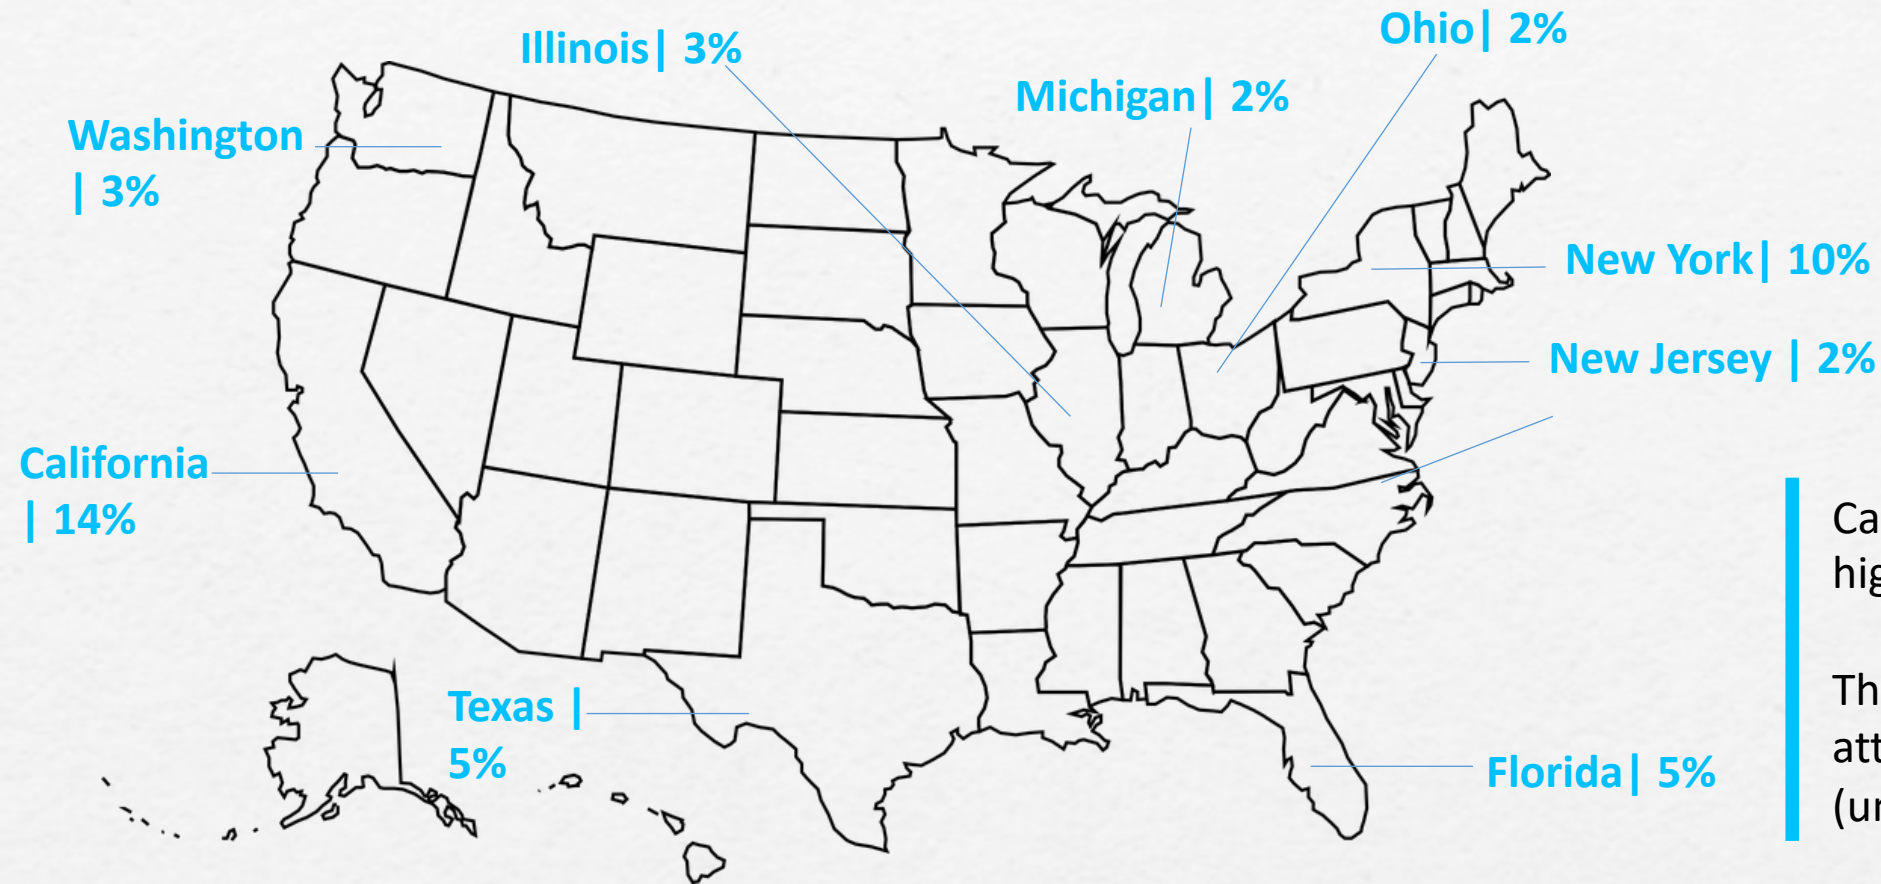 Ohio| 2%
Illinois| 3%
Michigan| 2%
Washington
| 3%
New York| 10%
New Jersey | 2%
California
| 14%
Texas |
5%
Florida| 5%